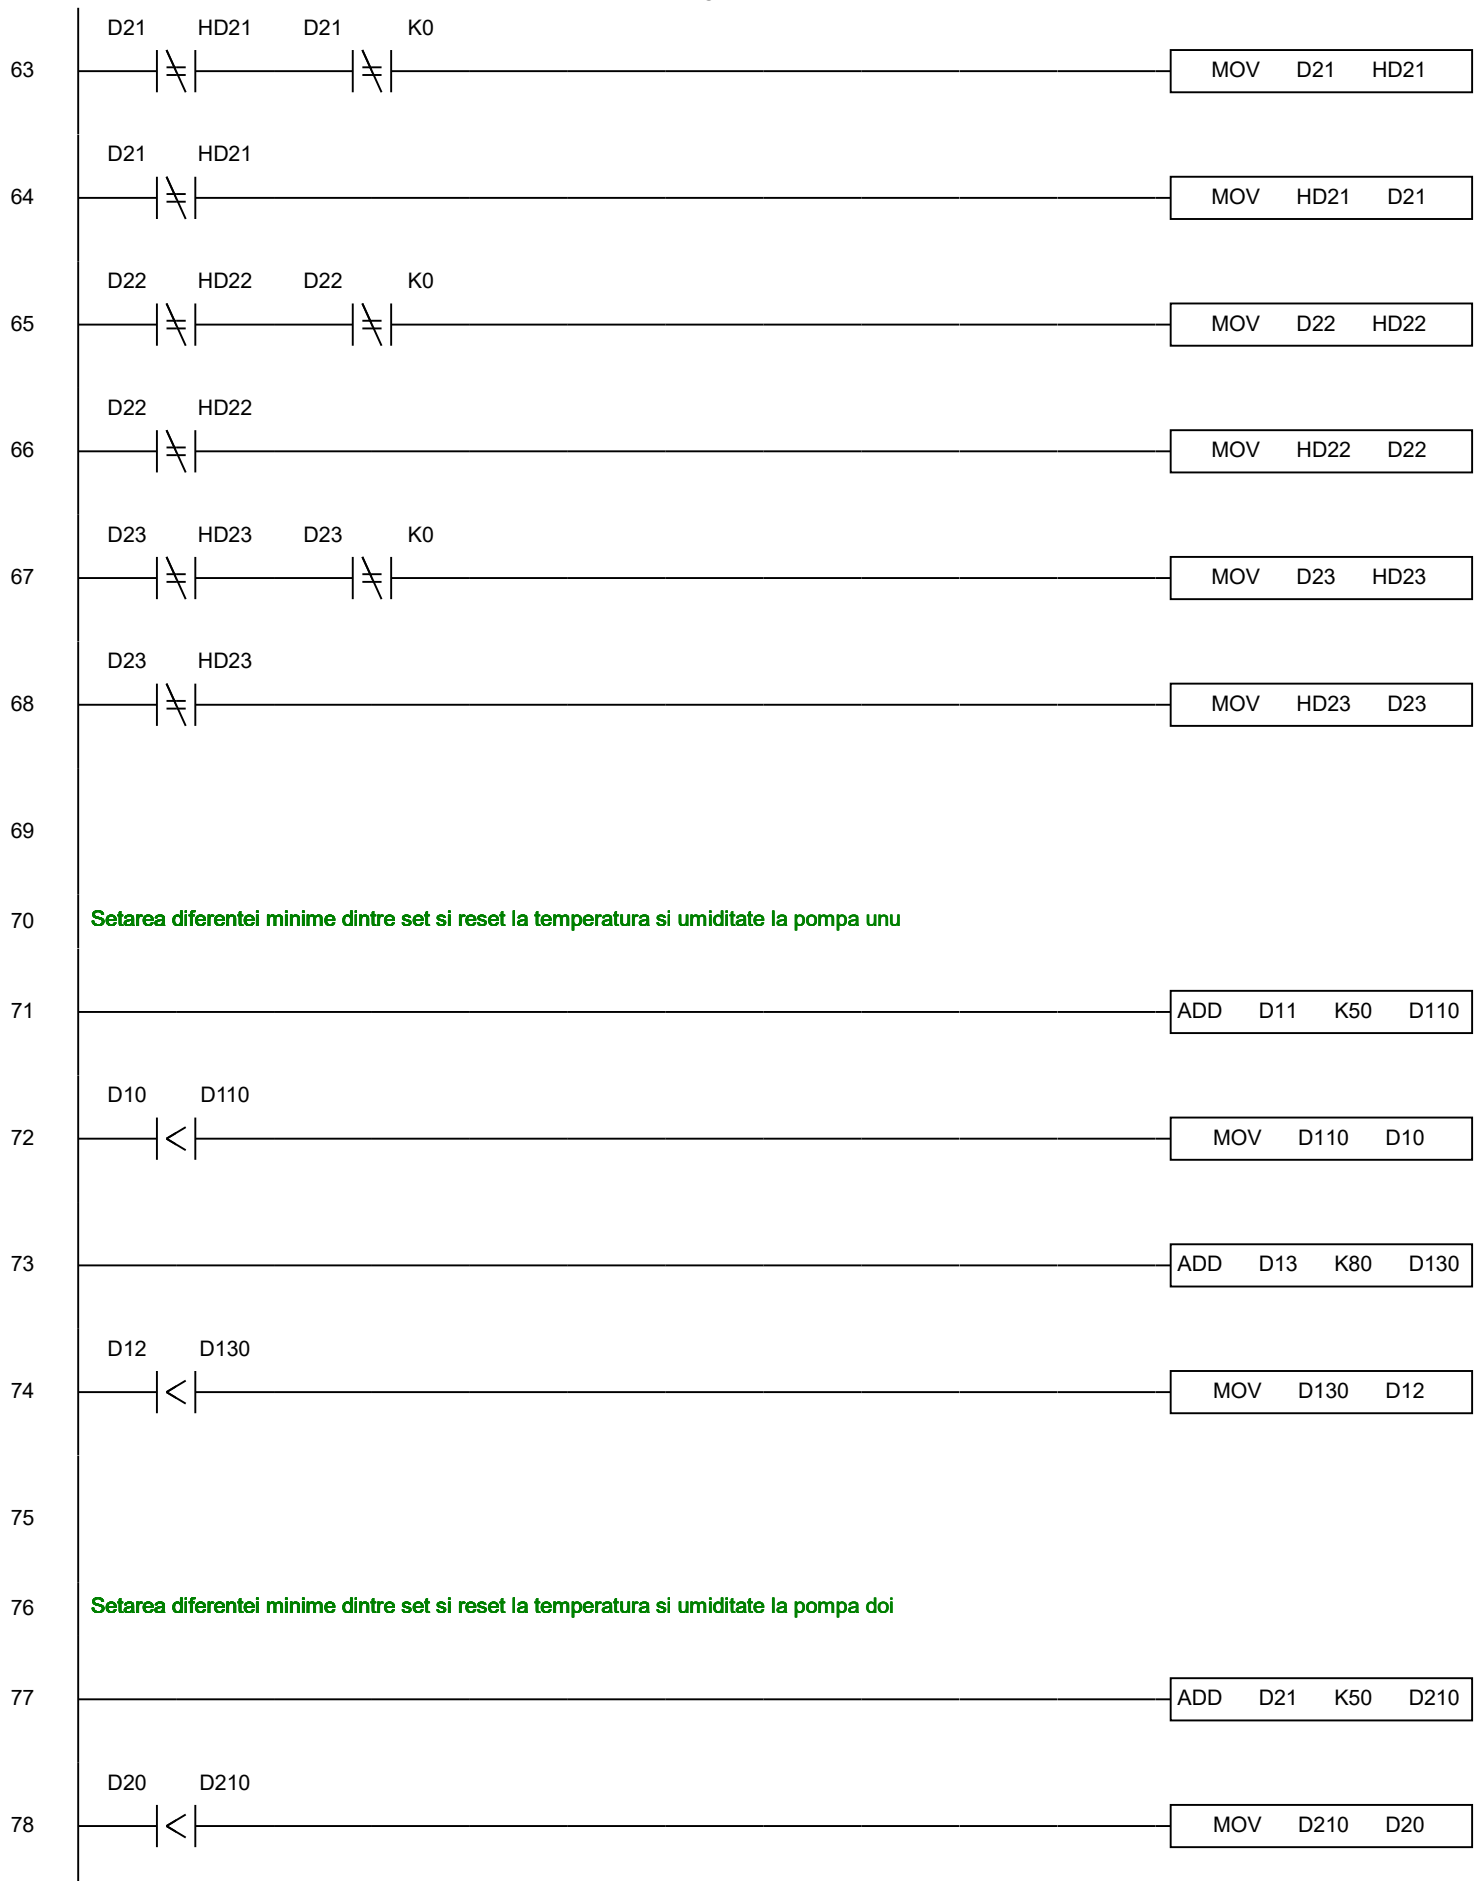 D21 HD21 D21 K0
63 MOV D21 HD21
D21 HD21
64 MOV HD21 D21
D22 HD22 D22 K0
65 MOV D22 HD22
D22 HD22
66 MOV HD22 D22
D23 HD23 D23 K0
67 MOV D23 HD23
D23 HD23
68 MOV HD23 D23
69
70 Setarea diferentei minime dintre set si reset la temperatura si umiditate la pompa unu
71 ADD D11 K50 D110
D10 D110
72 < MOV D110 D10
73 ADD D13 K80 D130
D12 D130
74 < MOV D130 D12
75
76 Setarea diferentei minime dintre set si reset la temperatura si umiditate la pompa doi
77 ADD D21 K50 D210
D20 D210
78 < MOV D210 D20